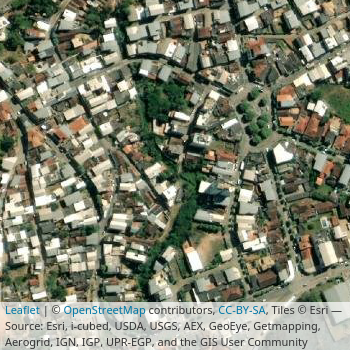 Leaflet | © OpenStreetMap contributors, CC-BY-SA, Tiles © Esri —
Source: Esri, i-cubed, USDA, USGS, AEX, GeoEye, Getmapping,
Aerogrid, IGN, IGP, UPR-EGP, and the GIS User Community